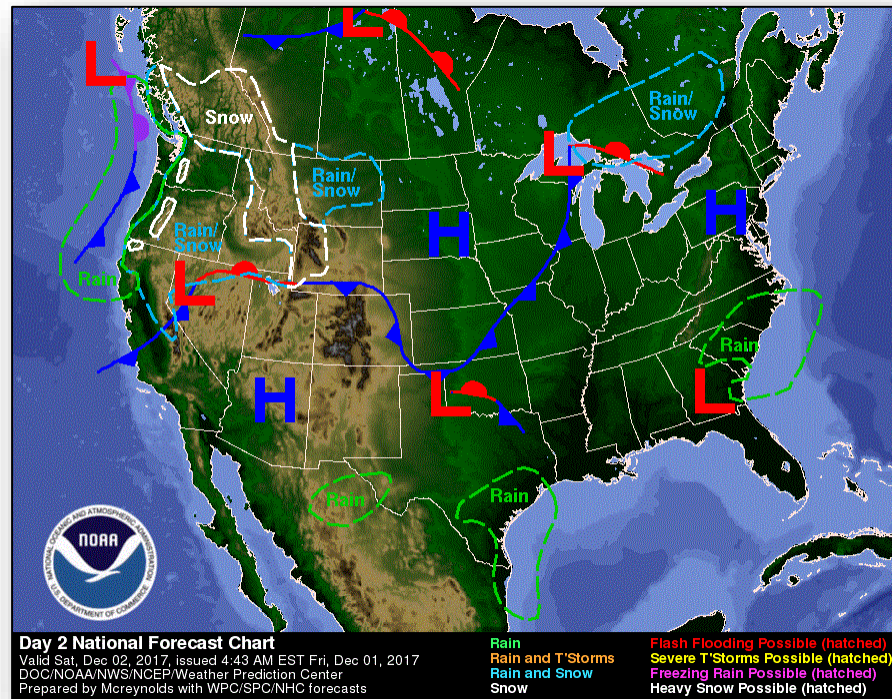 L
L
L
Rain/
Snow
Snow
Rain/
Snow
H
H
Rain/
Snow
Rain
L
Rain
H
L
L
Rain
Rain
NATIONAL OCEANIC AND ATMOSPHERIC ADMINISTRATION
NOAA
U.S. DEPARTMENT OF COMMERCE
Day 2 National Forecast Chart
Valid Sat, Dec 02, 2017, issued 4:43 AM EST Fri, Dec 01, 2017
DOC/NOAA/NWS/NCEP/Weather Prediction Center
Prepared by Mcreynolds with WPC/SPC/NHC forecasts
Rain
Rain and T'Storms
Rain and Snow
Snow
Flash Flooding Possible (hatched)
Severe T'Storms Possible (hatched)
Freezing Rain Possible (hatched)
Heavy Snow Possible (hatched)